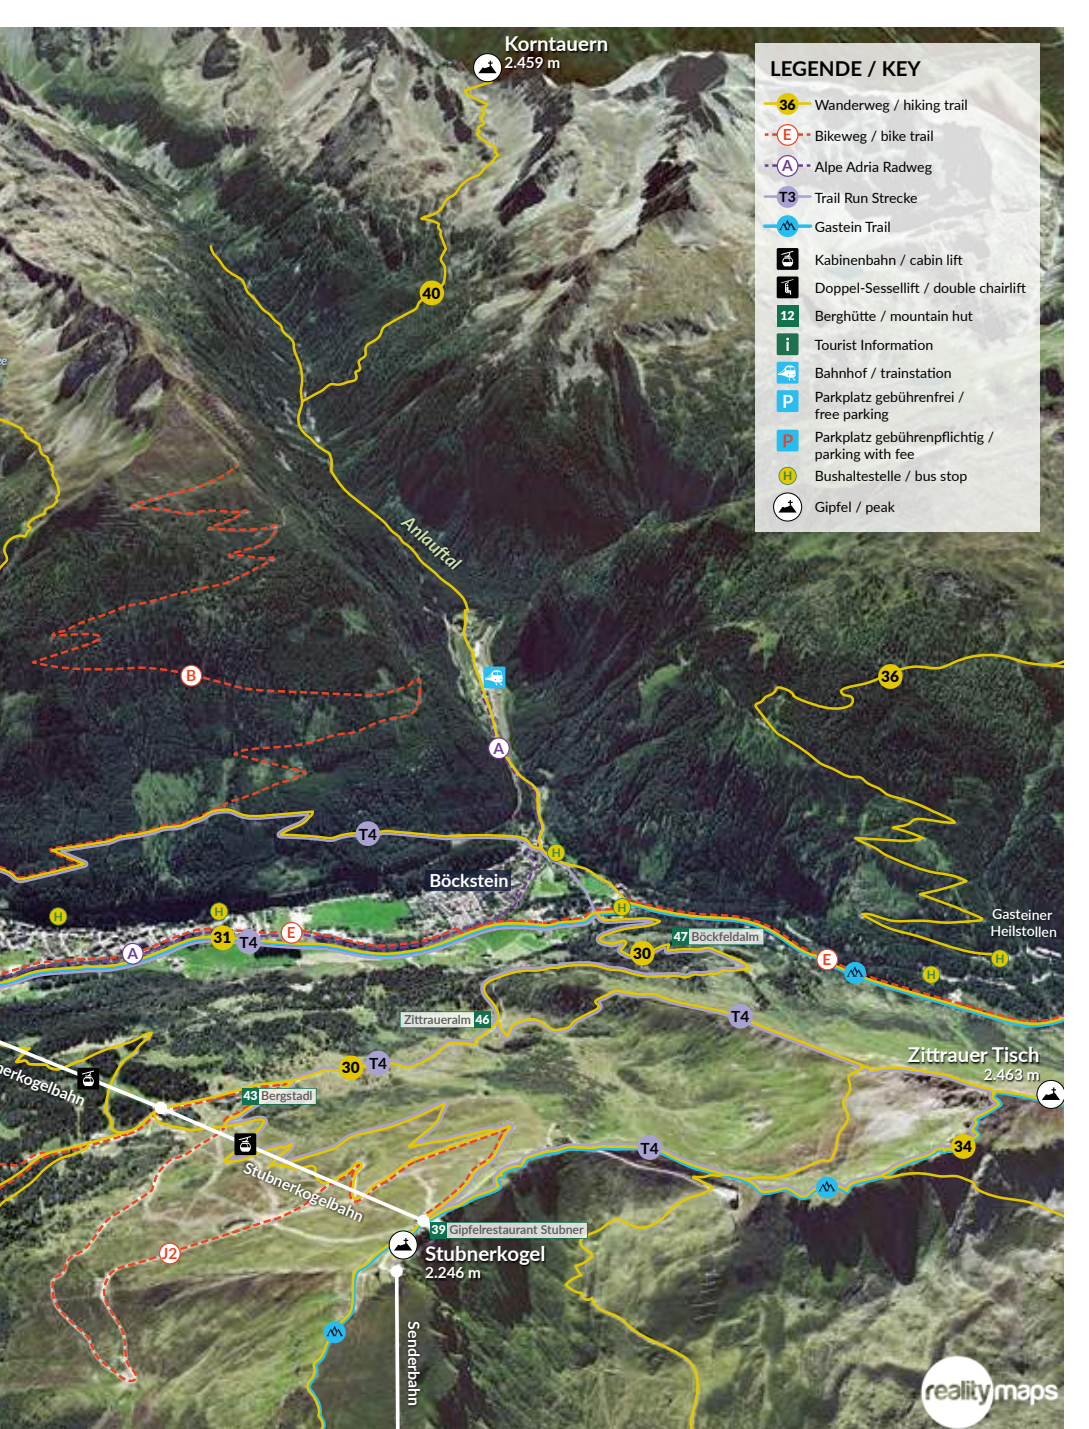 Korntauern
2.459 m
LEGENDE / KEY
36 Wanderweg / hiking trail
E Bikeweg / bike trail
A Alpe Adria Radweg
T3 Trail Run Strecke
Gastein Trail
Kabinenbahn / cabin lift
Doppel-Sessellift / double chairlift
12 Berghütte / mountain hut
i Tourist Information
Bahnhof / trainstation
P Parkplatz gebührenfrei /
free parking
P Parkplatz gebührenpflichtig /
parking with fee
H Bushaltestelle / bus stop
Gipfel / peak
40
Anlauftal
B
36
A
T4
H
Böckstein
H
H
H
31
T4
E
A
47 Böckfeldalm
30
E
Gasteiner
Heilstollen
H
H
Zittraueralm 46
T4
Zittrauer Tisch
2.463 m
30
T4
43 Bergstadl
nerkogelbahn
Stubnerkogelbahn
T4
34
J2
39 Gipfelrestaurant Stubner
Stubnerkogel
2.246 m
Senderbahn
realitymaps